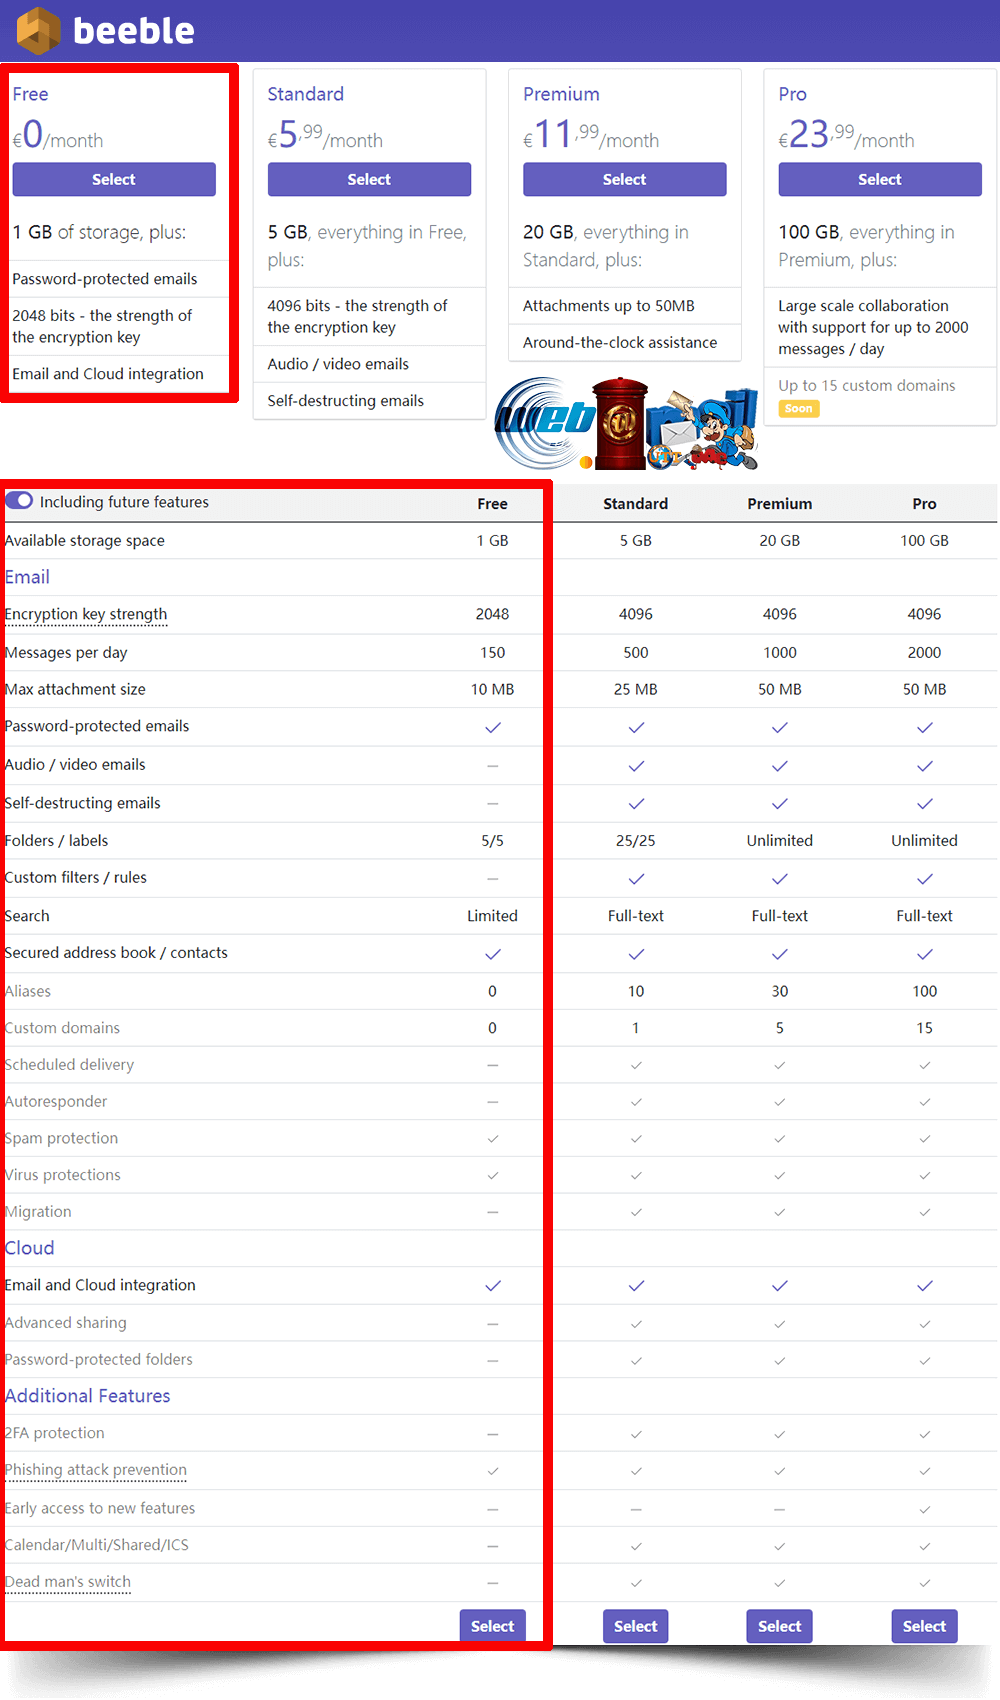 beeble
Free
€0/month
Select
1 GB of storage, plus:
Password-protected emails
2048 bits - the strength of
the encryption key
Email and Cloud integration
Standard
€5,99/month
Select
5 GB, everything in Free,
plus:
4096 bits - the strength of
the encryption key
Audio / video emails
Self-destructing emails
Premium
€11,99/month
Select
20 GB, everything in
Standard, plus:
Attachments up to 50MB
Around-the-clock assistance
Pro
€23,99/month
Select
100 GB, everything in
Premium, plus:
Large scale collaboration
with support for up to 2000
messages / day
Up to 15 custom domains
Soon
web @
Including future features Free Standard Premium Pro
Available storage space 1 GB 5 GB 20 GB 100 GB
Email
Encryption key strength 2048 4096 4096 4096
Messages per day 150 500 1000 2000
Max attachment size 10 MB 25 MB 50 MB 50 MB
Password-protected emails
Audio / video emails –
Self-destructing emails –
Folders / labels 5/5 25/25 Unlimited Unlimited
Custom filters / rules –
Search Limited Full-text Full-text Full-text
Secured address book / contacts
Aliases 0 10 30 100
Custom domains 0 1 5 15
Scheduled delivery –
Autoresponder –
Spam protection
Virus protections
Migration –
Cloud
Email and Cloud integration
Advanced sharing –
Password-protected folders –
Additional Features
2FA protection –
Phishing attack prevention
Early access to new features – – –
Calendar/Multi/Shared/ICS –
Dead man's switch –
Select Select Select Select